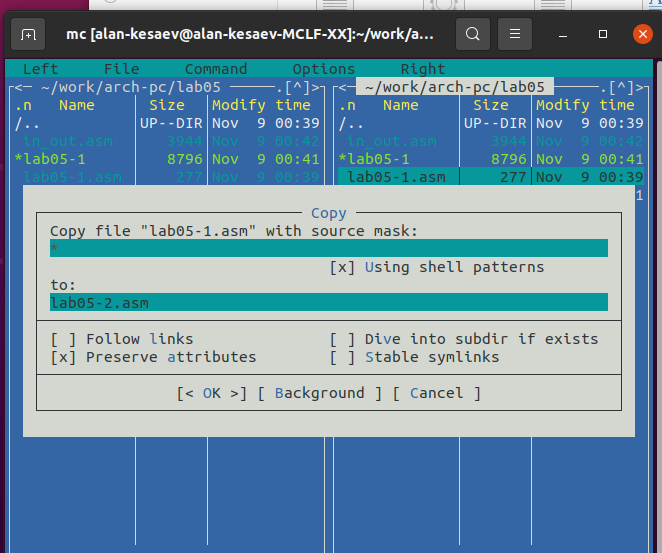 mc [alan-kesaev@alan-kesaev-MCLF-XX]:~/work/a...
Left File Command Options Right
<— ~/work/arch-pc/lab05 .[^]> <— ~/work/arch-pc/lab05 .[^]>
.n Name Size Modify time .n Name Size Modify time
/.. UP--DIR Nov 9 00:39 /.. UP--DIR Nov 9 00:39
in_out.asm 3944 Nov 9 00:42 in_out.asm 3944 Nov 9 00:42
*lab05-1 8796 Nov 9 00:41 *lab05-1 8796 Nov 9 00:41
lab05-1.asm 277 Nov 9 00:39 lab05-1.asm 277 Nov 9 00:39
1
Copy
Copy file "lab05-1.asm" with source mask:
*
[x] Using shell patterns
to:
lab05-2.asm
[ ] Follow links [ ] Dive into subdir if exists
[x] Preserve attributes [ ] Stable symlinks
[< OK >] [ Background ] [ Cancel ]